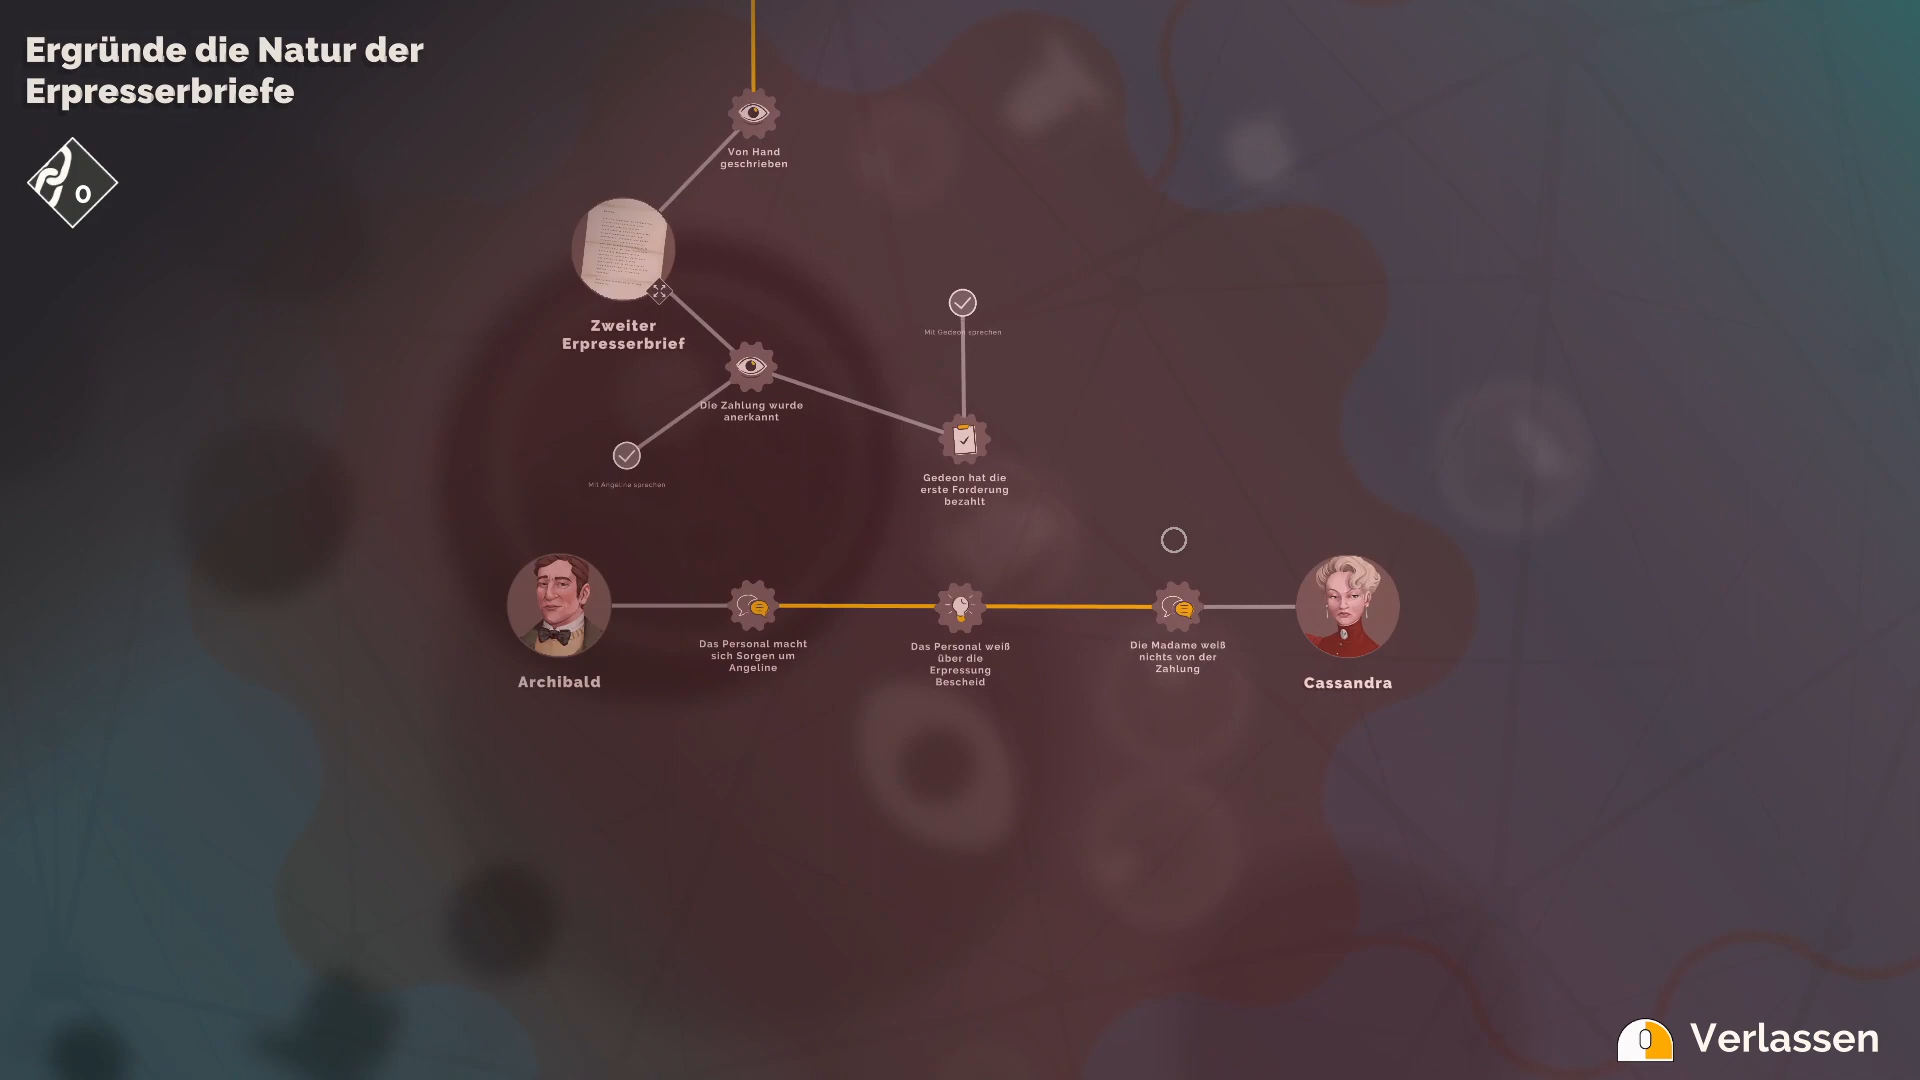 Ergründe die Natur der
Erpresserbriefe
0
Von Hand
geschrieben
Zweiter
Erpresserbrief
Mit Gedeon sprechen
Die Zahlung wurde
anerkannt
Mit Angeline sprechen
Gedeon hat die
erste Forderung
bezahlt
Das Personal macht
sich Sorgen um
Angeline
Das Personal weiß
über die
Erpressung
Bescheid
Die Madame weiß
nichts von der
Zahlung
Archibald
Cassandra
Verlassen